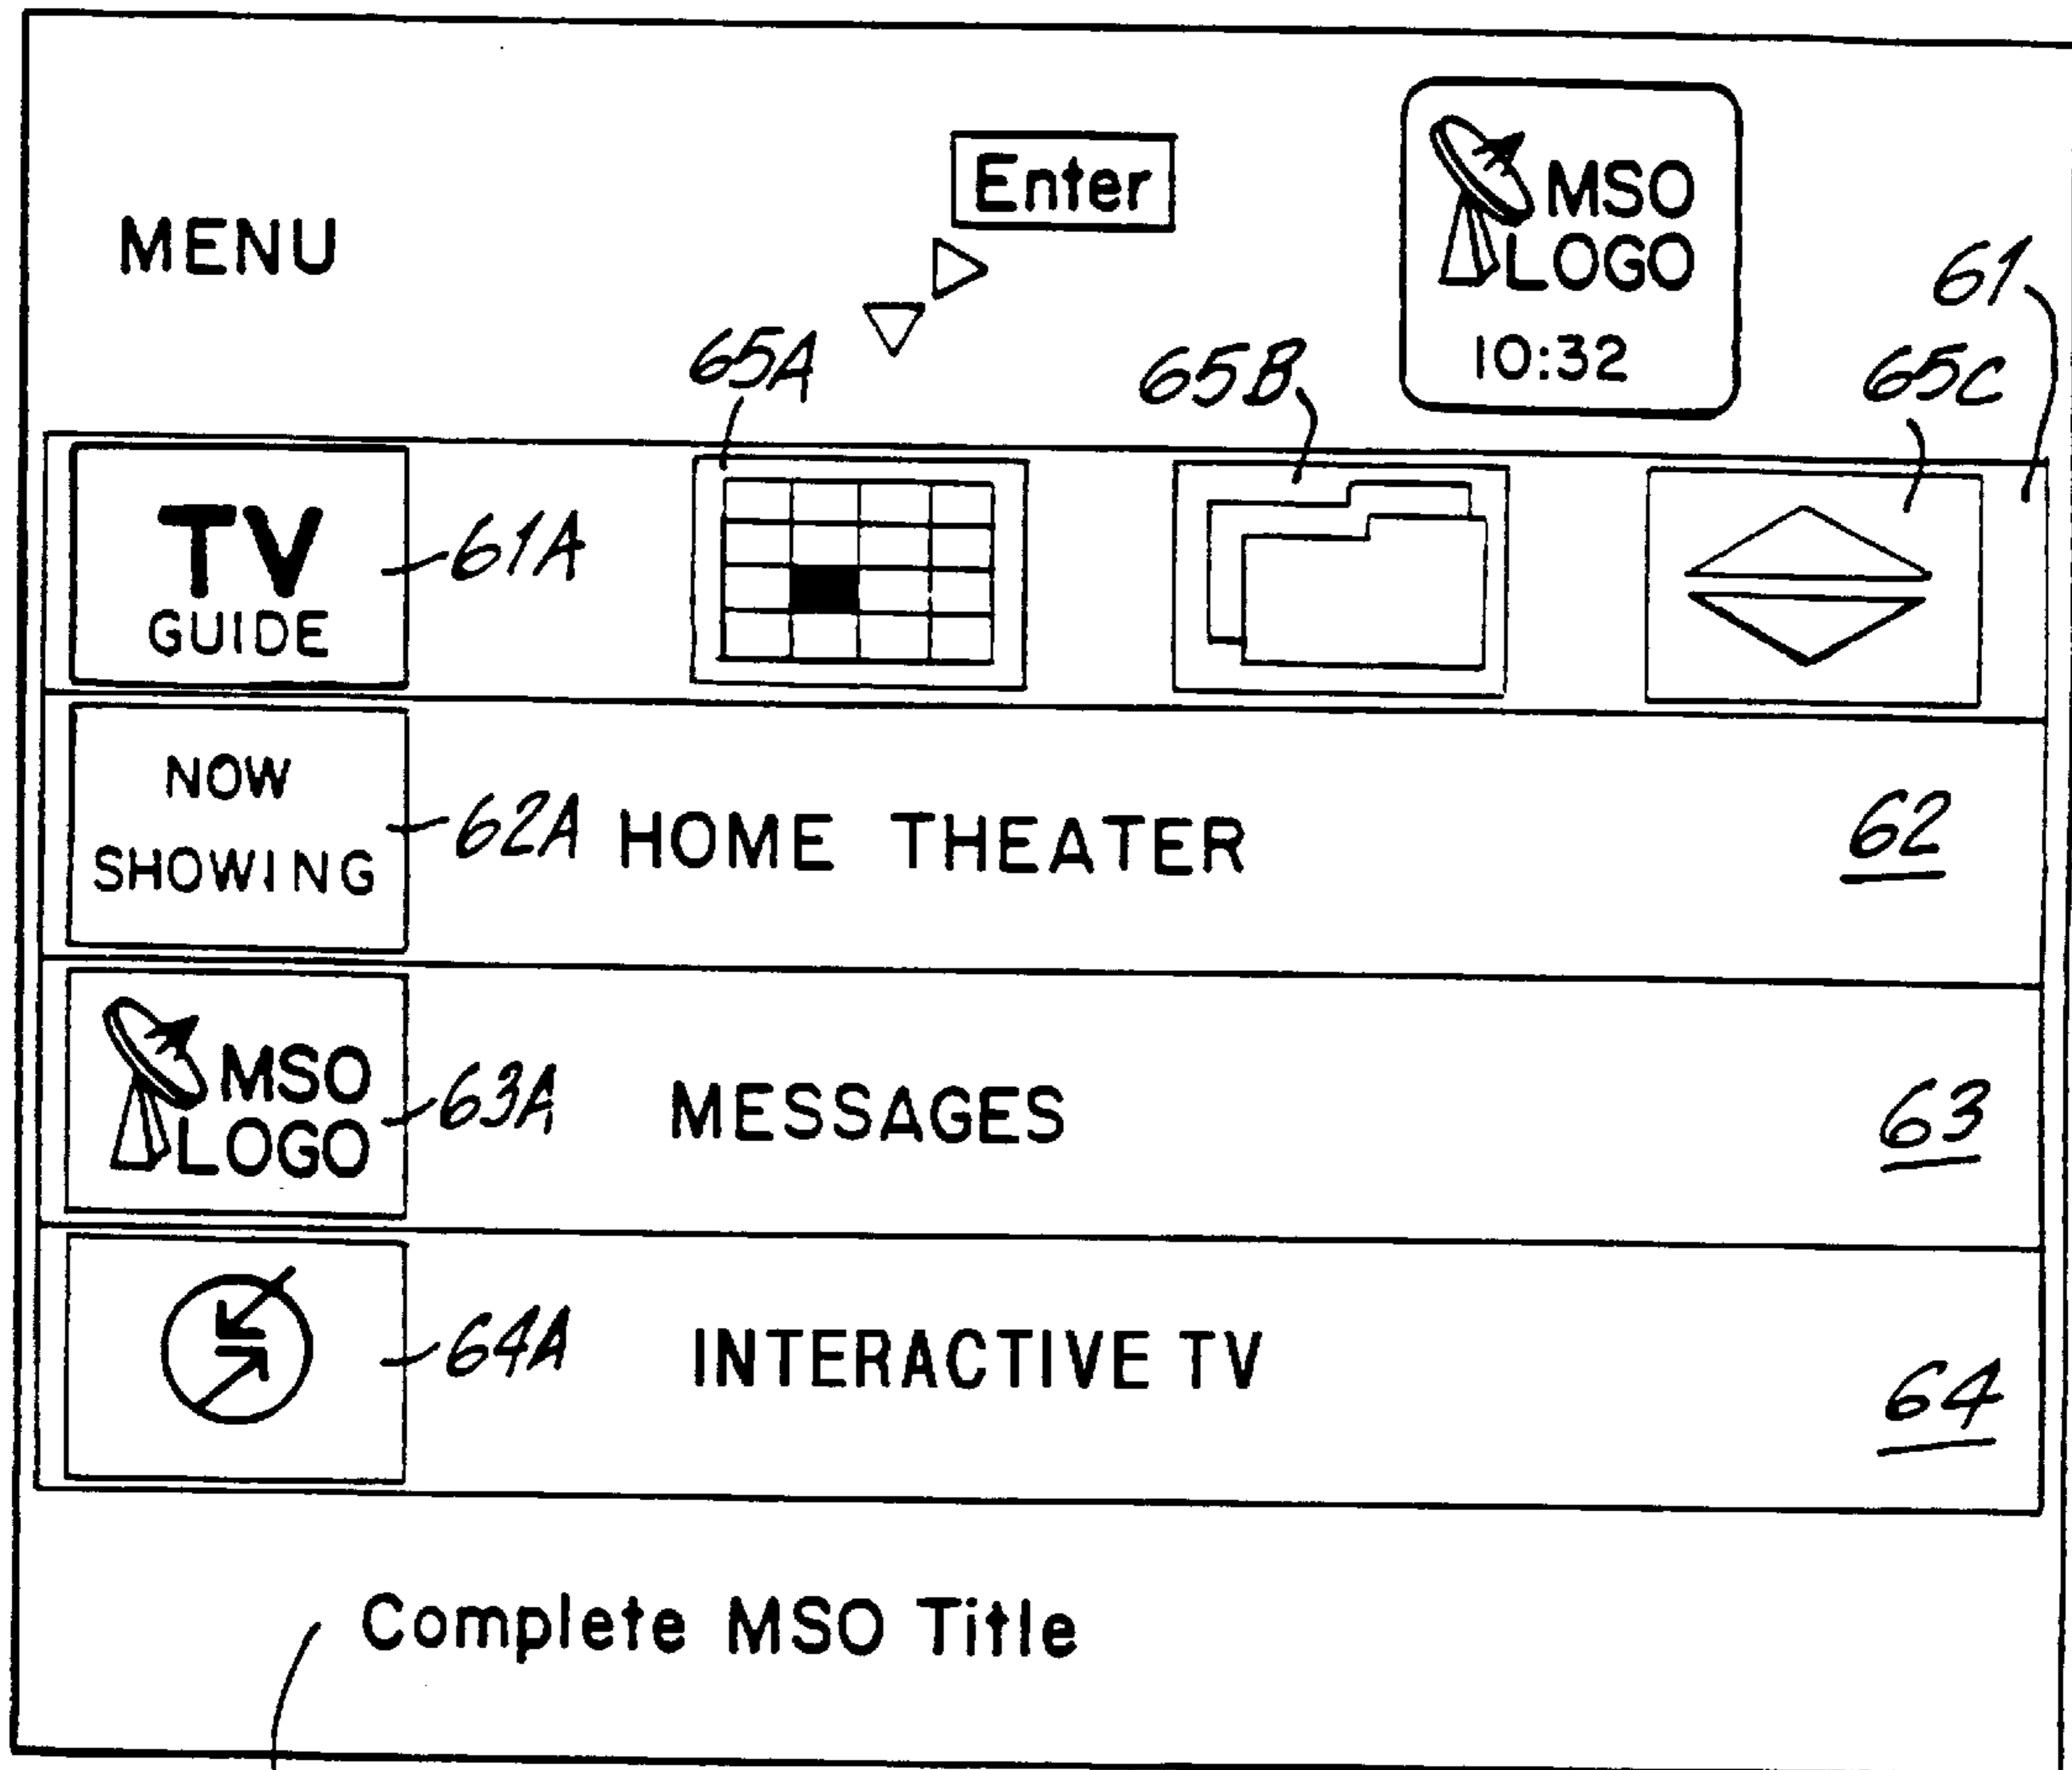 MENU
Enter
MSO
LOGO
10:32
61
65A
65B
65C
TV
GUIDE
61A
NOW
SHOWING
62A
HOME THEATER
62
MSO
LOGO
63A
MESSAGES
63
64A
INTERACTIVE TV
64
Complete MSO Title